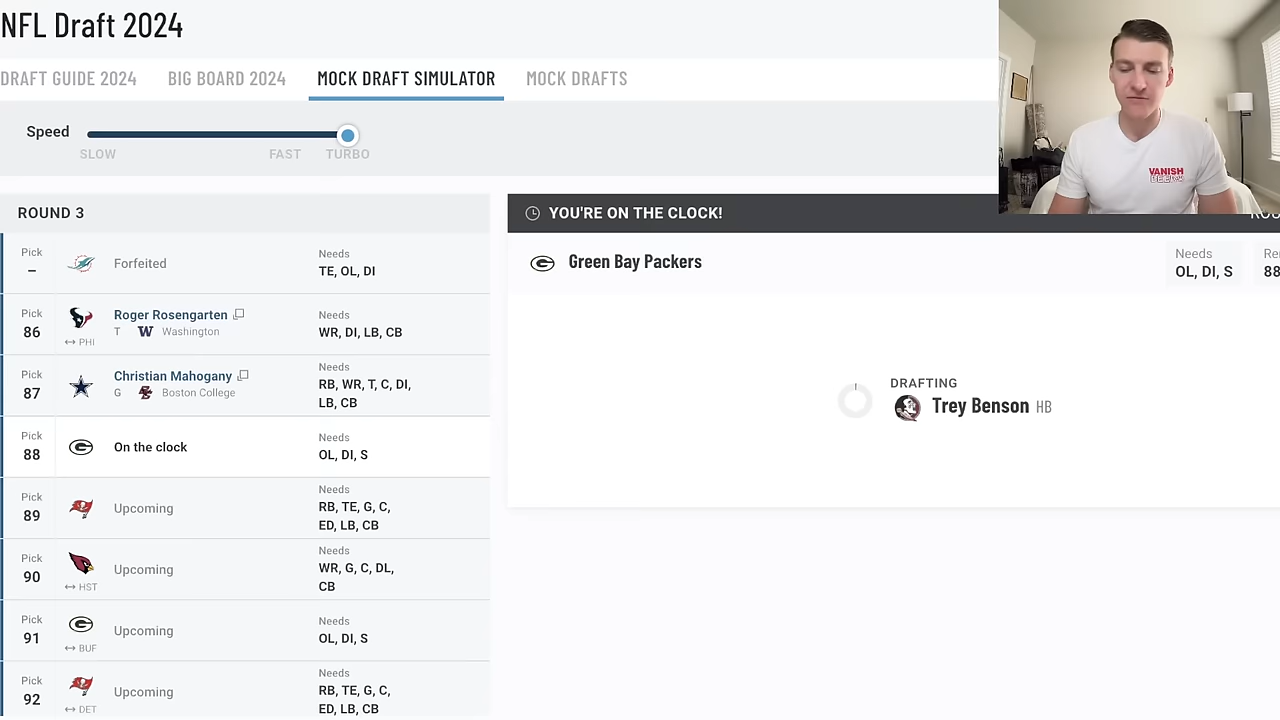 NFL Draft 2024
DRAFT GUIDE 2024 BIG BOARD 2024 MOCK DRAFT SIMULATOR MOCK DRAFTS
Speed
SLOW FAST TURBO
ROUND 3
Pick
–
Forfeited
Needs
TE, OL, DI
Pick
86
↔ PHI
Roger Rosengarten
T W Washington
Needs
WR, DI, LB, CB
Pick
87
Christian Mahogany
G Boston College
Needs
RB, WR, T, C, DI,
LB, CB
Pick
88
On the clock
Needs
OL, DI, S
Pick
89
Upcoming
Needs
RB, TE, G, C,
ED, LB, CB
Pick
90
↔ HST
Upcoming
Needs
WR, G, C, DL,
CB
Pick
91
↔ BUF
Upcoming
Needs
OL, DI, S
Pick
92
↔ DET
Upcoming
Needs
RB, TE, G, C,
ED, LB, CB
YOU'RE ON THE CLOCK!
Green Bay Packers
Needs
OL, DI, S
Re
88
DRAFTING
Trey Benson HB
VANISH